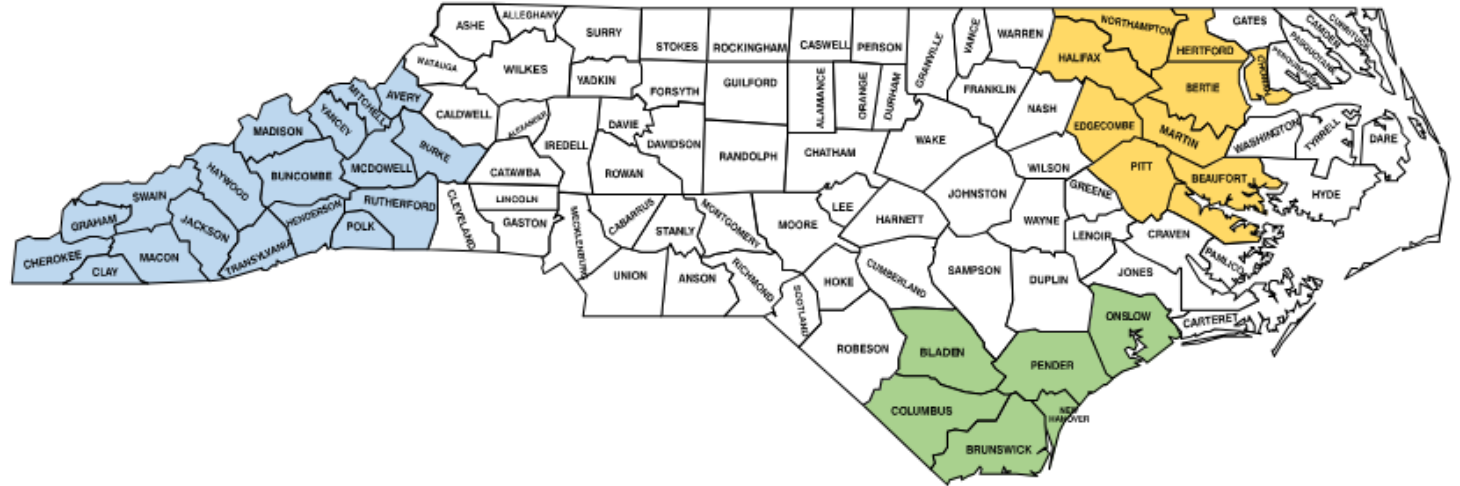 ASHE
ALLEGHANY
SURRY
STOKES
ROCKINGHAM
CASWELL
PERSON
GRANVILLE
VANCE
WARREN
NORTHAMPTON
GATES
CURRITUCK
CAMDEN
PASQUOTANK
PERQUIMANS
HERTFORD
HALIFAX
WATAUGA
WILKES
YADKIN
FORSYTH
GUILFORD
ALAMANCE
ORANGE
DURHAM
FRANKLIN
NASH
BERTIE
CHOWAN
AVERY
MITCHELL
YANCEY
MADISON
CALDWELL
ALEXANDER
IREDELL
DAVIE
DAVIDSON
RANDOLPH
CHATHAM
WAKE
EDGECOMBE
MARTIN
WASHINGTON
TYRRELL
DARE
BURKE
MCDOWELL
BUNCOMBE
HAYWOOD
SWAIN
CATAWBA
ROWAN
WILSON
PITT
BEAUFORT
HYDE
GRAHAM
JACKSON
HENDERSON
RUTHERFORD
POLK
CLEVELAND
LINCOLN
GASTON
MECKLENBURG
CABARRUS
STANLY
MONTGOMERY
MOORE
LEE
HARNETT
JOHNSTON
WAYNE
GREENE
LENOIR
CRAVEN
PAMLICO
CHEROKEE
CLAY
MACON
TRANSYLVANIA
UNION
ANSON
RICHMOND
SCOTLAND
HOKE
CUMBERLAND
SAMPSON
DUPLIN
JONES
ONSLOW
CARTERET
ROBESON
BLADEN
PENDER
COLUMBUS
NEW
HANOVER
BRUNSWICK